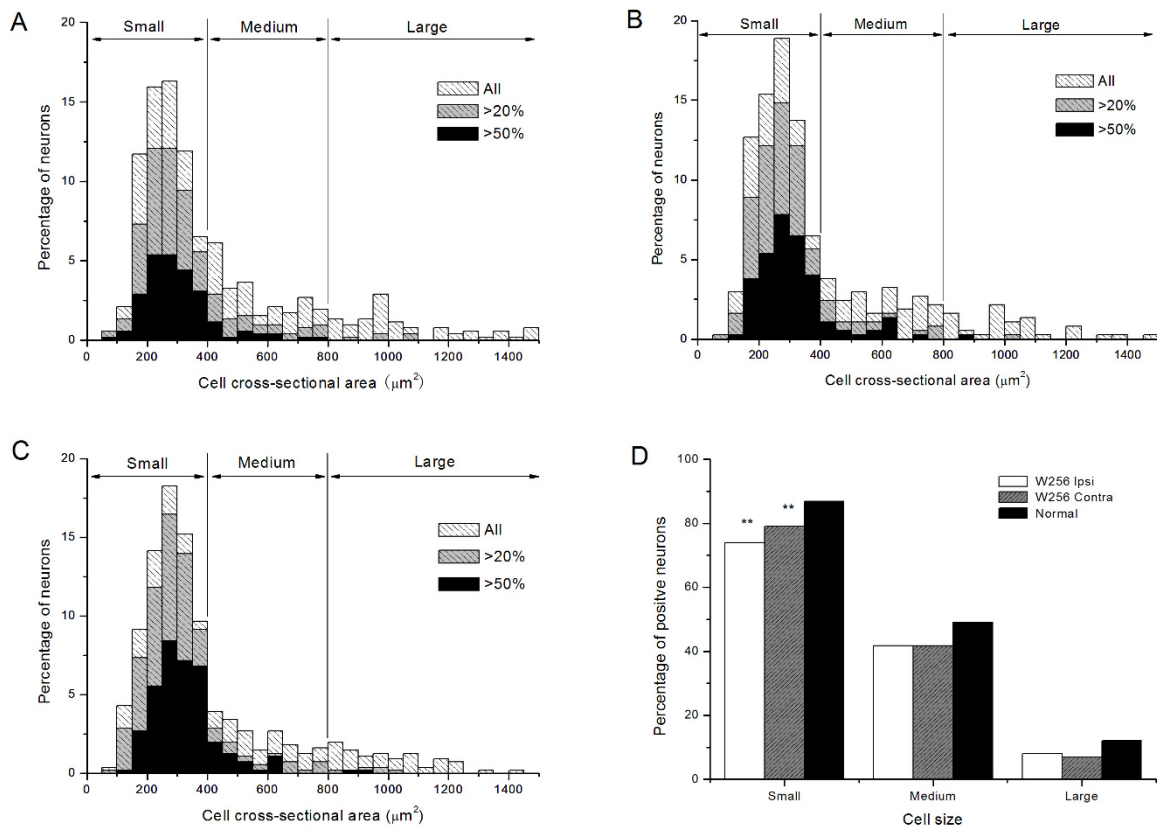 A
Small Medium Large
20
15
10
5
0
Percentage of neurons
All
>20%
>50%
0 200 400 600 800 1000 1200 1400
Cell cross-sectional area (μm²)
B
Small Medium Large
20
15
10
5
0
Percentage of neurons
All
>20%
>50%
0 200 400 600 800 1000 1200 1400
Cell cross-sectional area (μm²)
C
Small Medium Large
20
15
10
5
0
Percentage of neurons
All
>20%
>50%
0 200 400 600 800 1000 1200 1400
Cell cross-sectional area (μm²)
D
100
80
60
40
20
0
Percentage of positve neurons
W256 Ipsi
W256 Contra
Normal
** **
Small Medium Large
Cell size